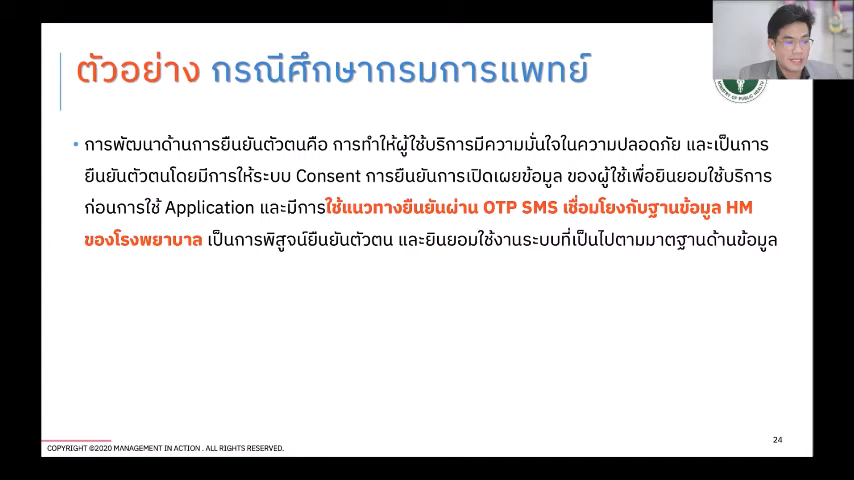 ตัวอย่าง กรณีศึกษากรมการแพทย์
MINISTRY OF PUBLIC HEALTH
• การพัฒนาด้านการยืนยันตัวตนคือ การทำให้ผู้ใช้บริการมีความมั่นใจในความปลอดภัย และเป็นการ
ยืนยันตัวตนโดยมีการให้ระบบ Consent การยืนยันการเปิดเผยข้อมูล ของผู้ใช้เพื่อยินยอมใช้บริการ
ก่อนการใช้ Application และมีการใช้แนวทางยืนยันผ่าน OTP SMS เชื่อมโยงกับฐานข้อมูล HM
ของโรงพยาบาล เป็นการพิสูจน์ยืนยันตัวตน และยินยอมใช้งานระบบที่เป็นไปตามมาตฐานด้านข้อมูล
24
COPYRIGHT ©2020 MANAGEMENT IN ACTION . ALL RIGHTS RESERVED.